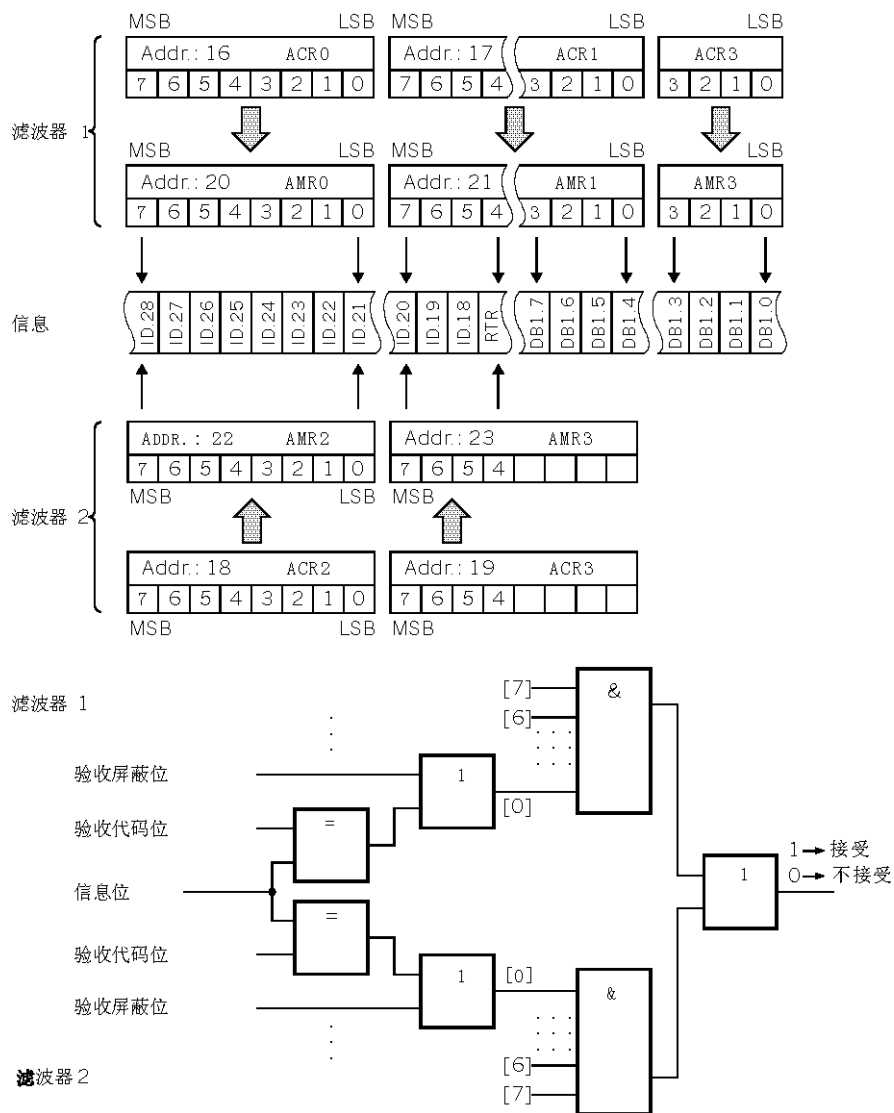 MSB LSB MSB LSB LSB
Addr.: 16 ACR0 Addr.: 17 ACR1 ACR3
7 6 5 4 3 2 1 0 7 6 5 4 3 2 1 0 3 2 1 0
滤波器 1
MSB LSB MSB LSB LSB
Addr.: 20 AMR0 Addr.: 21 AMR1 AMR3
7 6 5 4 3 2 1 0 7 6 5 4 3 2 1 0 3 2 1 0
信息
ID.28 ID.27 ID.26 ID.25 ID.24 ID.23 ID.22 ID.21 ID.20 ID.19 ID.18 RTR DB1.7 DB1.6 DB1.5 DB1.4 DB1.3 DB1.2 DB1.1 DB1.0
ADDR. : 22 AMR2 Addr.: 23 AMR3
7 6 5 4 3 2 1 0 7 6 5 4
MSB LSB MSB
滤波器 2
Addr.: 18 ACR2 Addr.: 19 ACR3
7 6 5 4 3 2 1 0 7 6 5 4
MSB LSB MSB
滤波器 1
[7]
&
[6]
验收屏蔽位
1
[0]
验收代码位
=
1 接受
信息位
1
0 不接受
=
验收代码位
1
[0]
&
验收屏蔽位
[6]
滤波器2
[7]